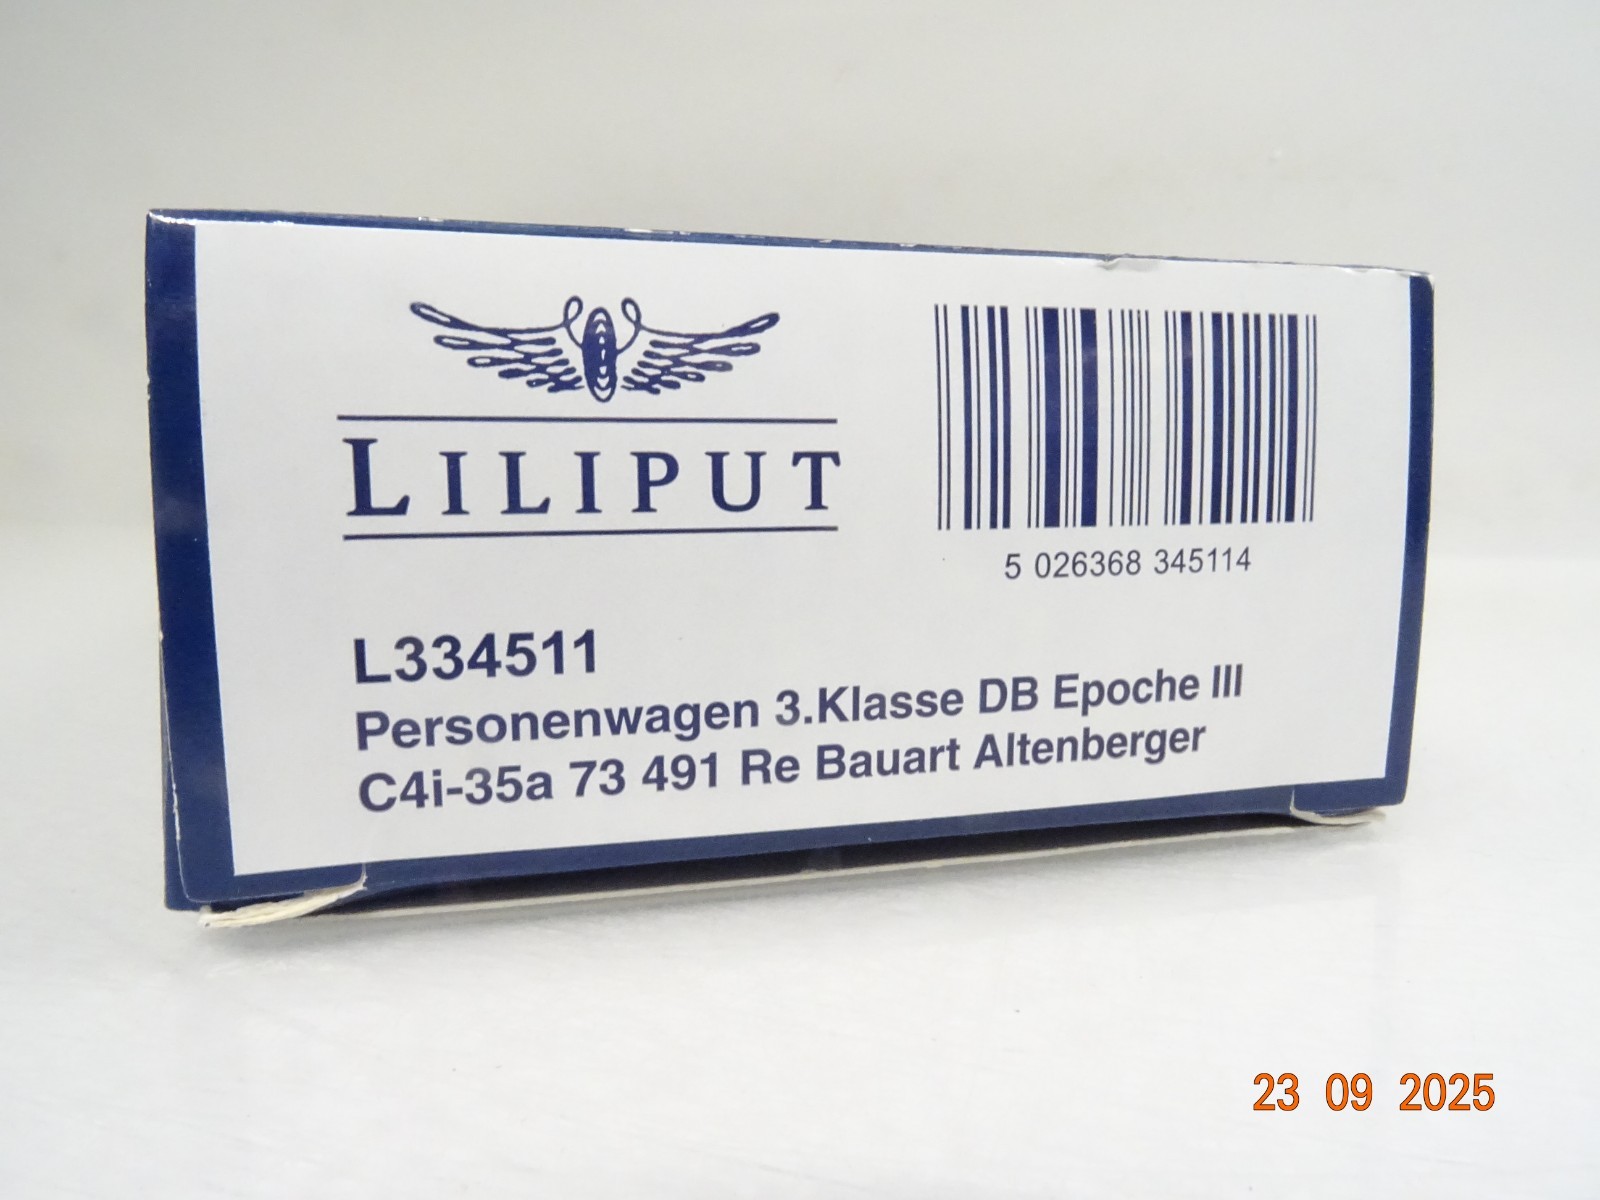 LILIPUT
5 026368 345114
L334511
Personenwagen 3.Klasse DB Epoche III
C4i-35a 73 491 Re Bauart Altenberger
23 09 2025